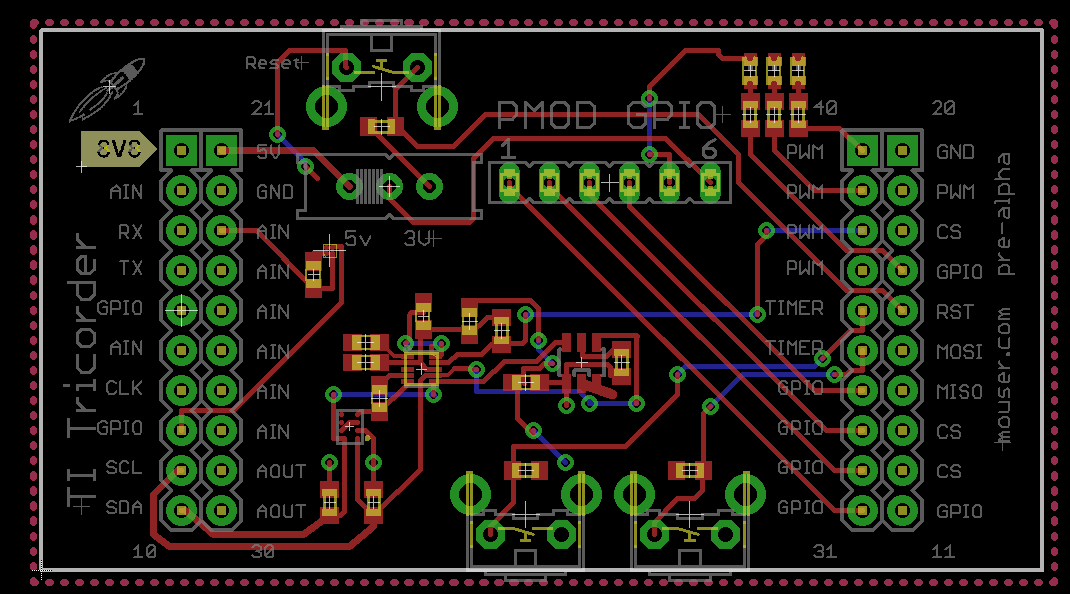 Reset
1
21
PMOD GPIO
1
6
40
20
3V3
5V
PWM
GND
AIN
GND
PWM
PWM
RX
AIN
5v
3V
PWM
CS
TX
AIN
PWM
GPIO
GPIO
AIN
TIMER
RST
AIN
AIN
TIMER
MOSI
CLK
AIN
GPIO
MISO
GPIO
AIN
GPIO
CS
SCL
AOUT
GPIO
CS
SDA
AOUT
GPIO
GPIO
10
30
31
11
TI Tricorder
mouser.com pre-alpha